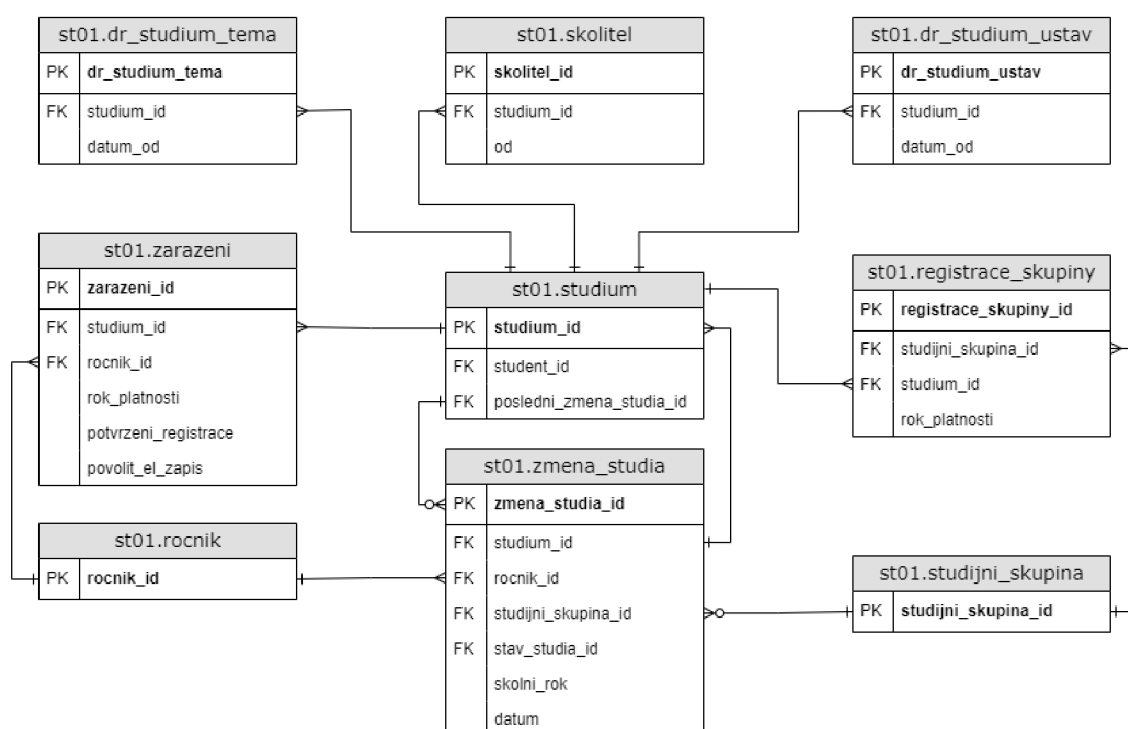 st01.dr_studium_tema
PK dr_studium_tema
FK studium_id
datum_od
st01.skolitel
PK skolitel_id
FK studium_id
od
st01.dr_studium_ustav
PK dr_studium_ustav
FK studium_id
datum_od
st01.zarazeni
PK zarazeni_id
FK studium_id
FK rocnik_id
rok_platnosti
potvrzeni_registrace
povolit_el_zapis
st01.studium
PK studium_id
FK student_id
FK posledni_zmena_studia_id
st01.registrace_skupiny
PK registrace_skupiny_id
FK studijni_skupina_id
FK studium_id
rok_platnosti
st01.rocnik
PK rocnik_id
st01.zmena_studia
PK zmena_studia_id
FK studium_id
FK rocnik_id
FK studijni_skupina_id
FK stav_studia_id
skolni_rok
datum
st01.studijni_skupina
PK studijni_skupina_id